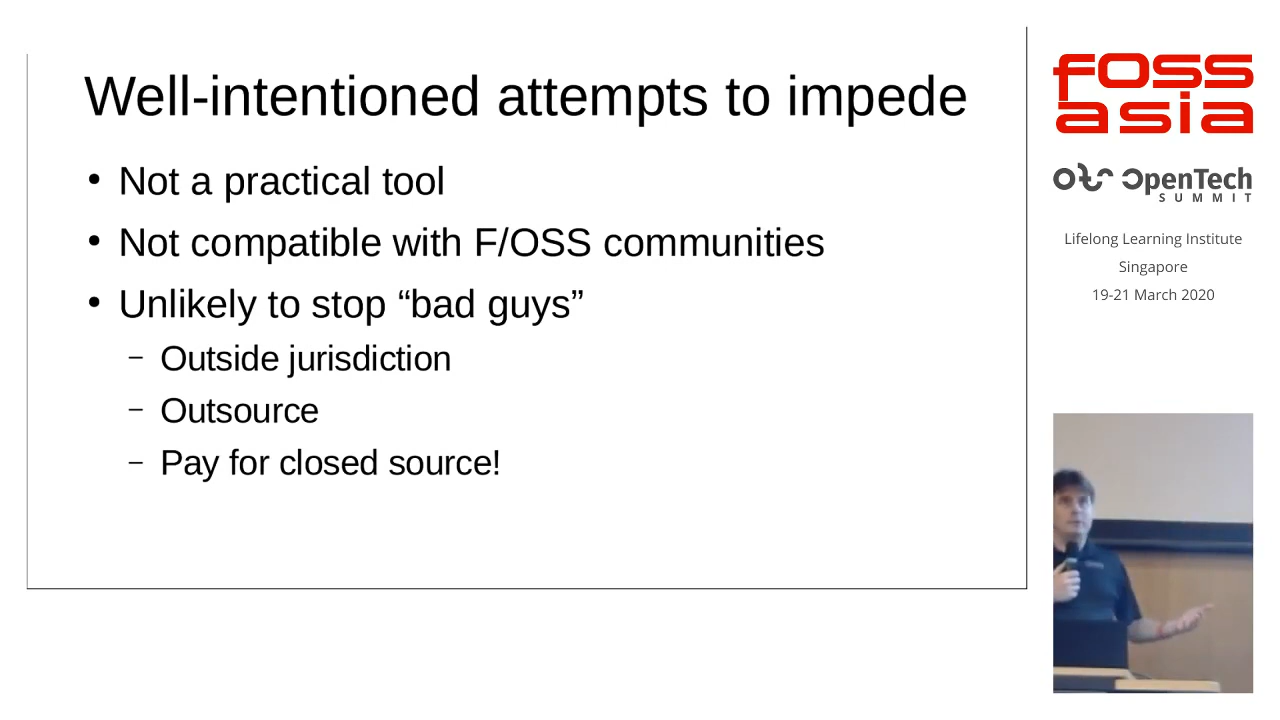 Well-intentioned attempts to impede
• Not a practical tool
• Not compatible with F/OSS communities
• Unlikely to stop “bad guys”
– Outside jurisdiction
– Outsource
– Pay for closed source!
foss
asia
ots OpenTech
SUMMIT
Lifelong Learning Institute
Singapore
19-21 March 2020